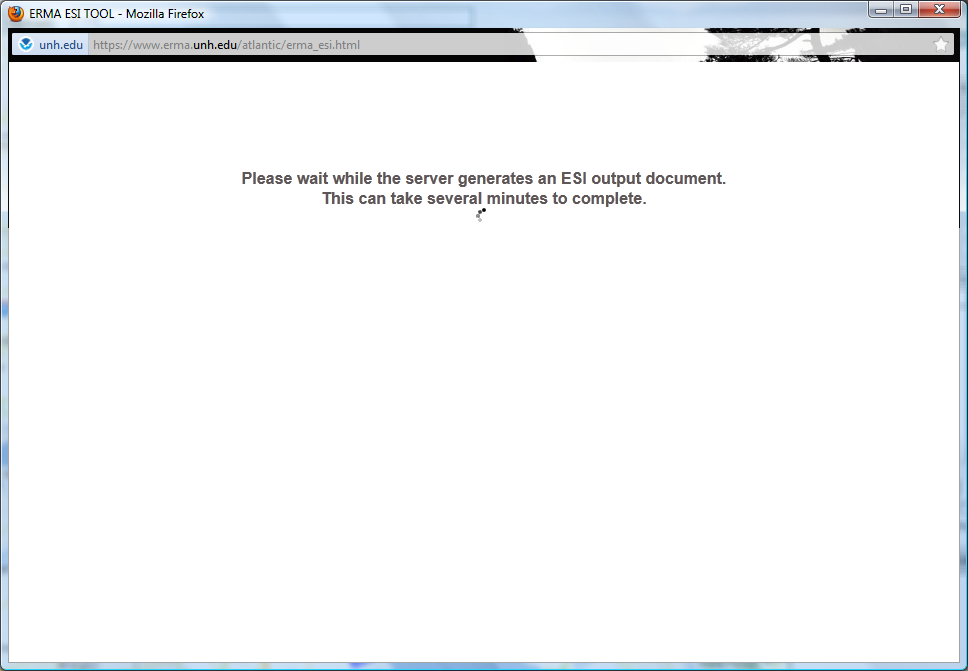 ERMA ESI TOOL - Mozilla Firefox
unh.edu https://www.erma.unh.edu/atlantic/erma_esi.html
Please wait while the server generates an ESI output document.
This can take several minutes to complete.